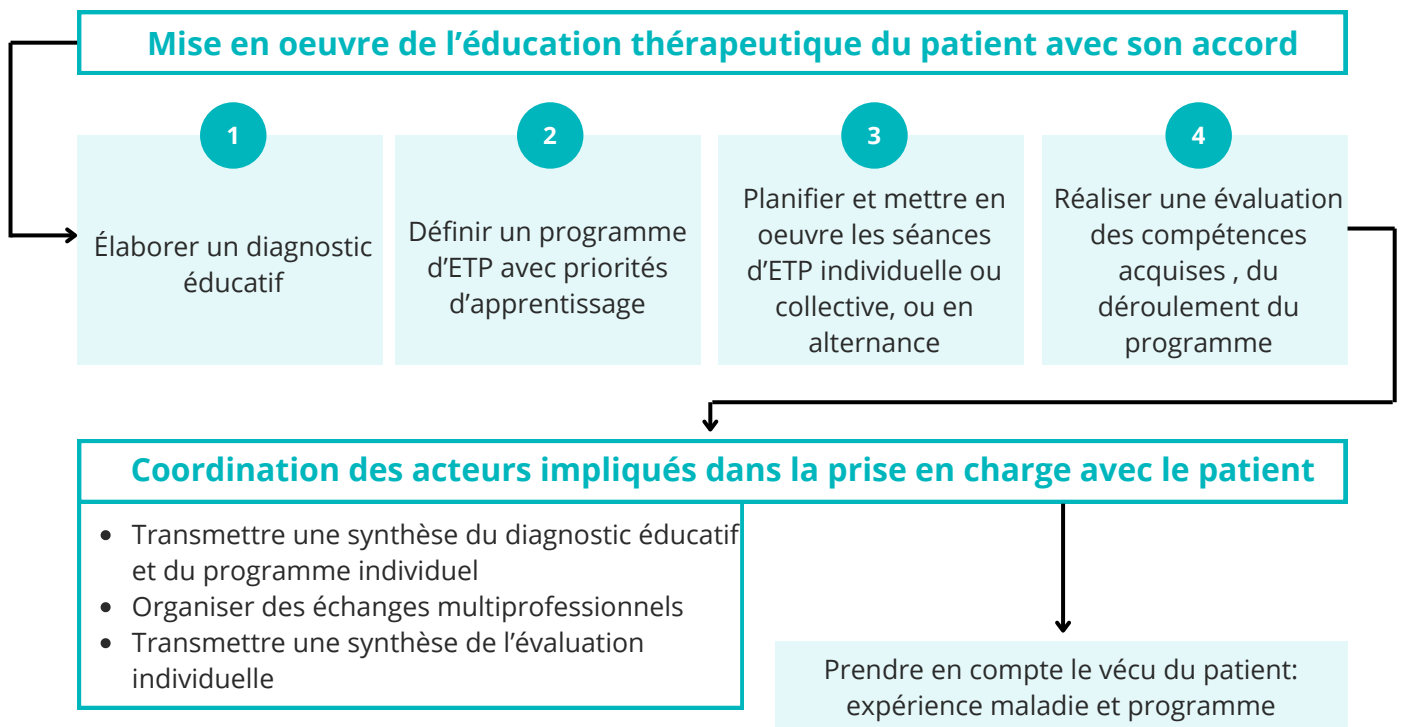 Mise en oeuvre de l’éducation thérapeutique du patient avec son accord
1
Élaborer un diagnostic
éducatif
2
Définir un programme
d’ETP avec priorités
d’apprentissage
3
Planifier et mettre en
oeuvre les séances
d’ETP individuelle ou
collective, ou en
alternance
4
Réaliser une évaluation
des compétences
acquises , du
déroulement du
programme
Coordination des acteurs impliqués dans la prise en charge avec le patient
• Transmettre une synthèse du diagnostic éducatif
et du programme individuel
• Organiser des échanges multiprofessionnels
• Transmettre une synthèse de l’évaluation
individuelle
Prendre en compte le vécu du patient:
expérience maladie et programme